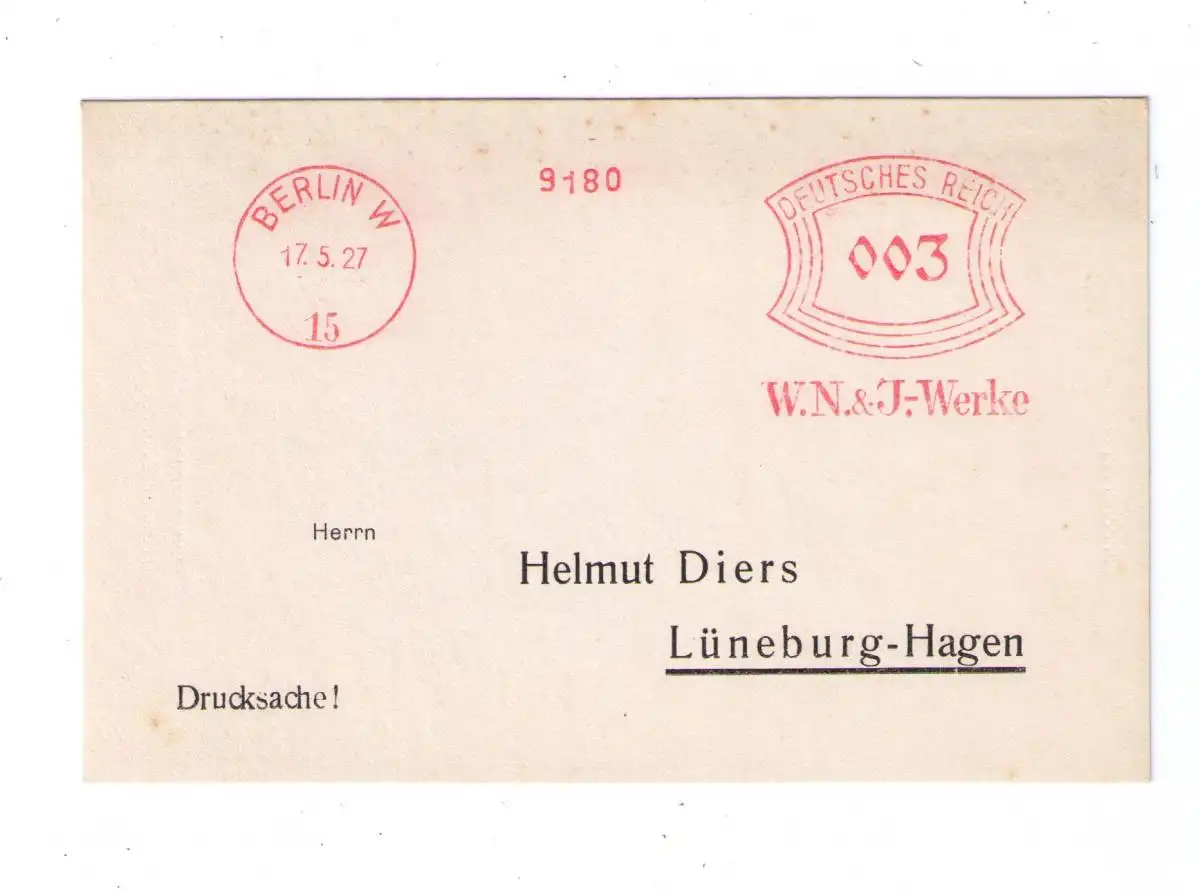 BERLIN W
17. 5. 27
15
9180
DEUTSCHES REICH
003
W.N.&J.-Werke
Herrn
Helmut Diers
Lüneburg-Hagen
Drucksache!